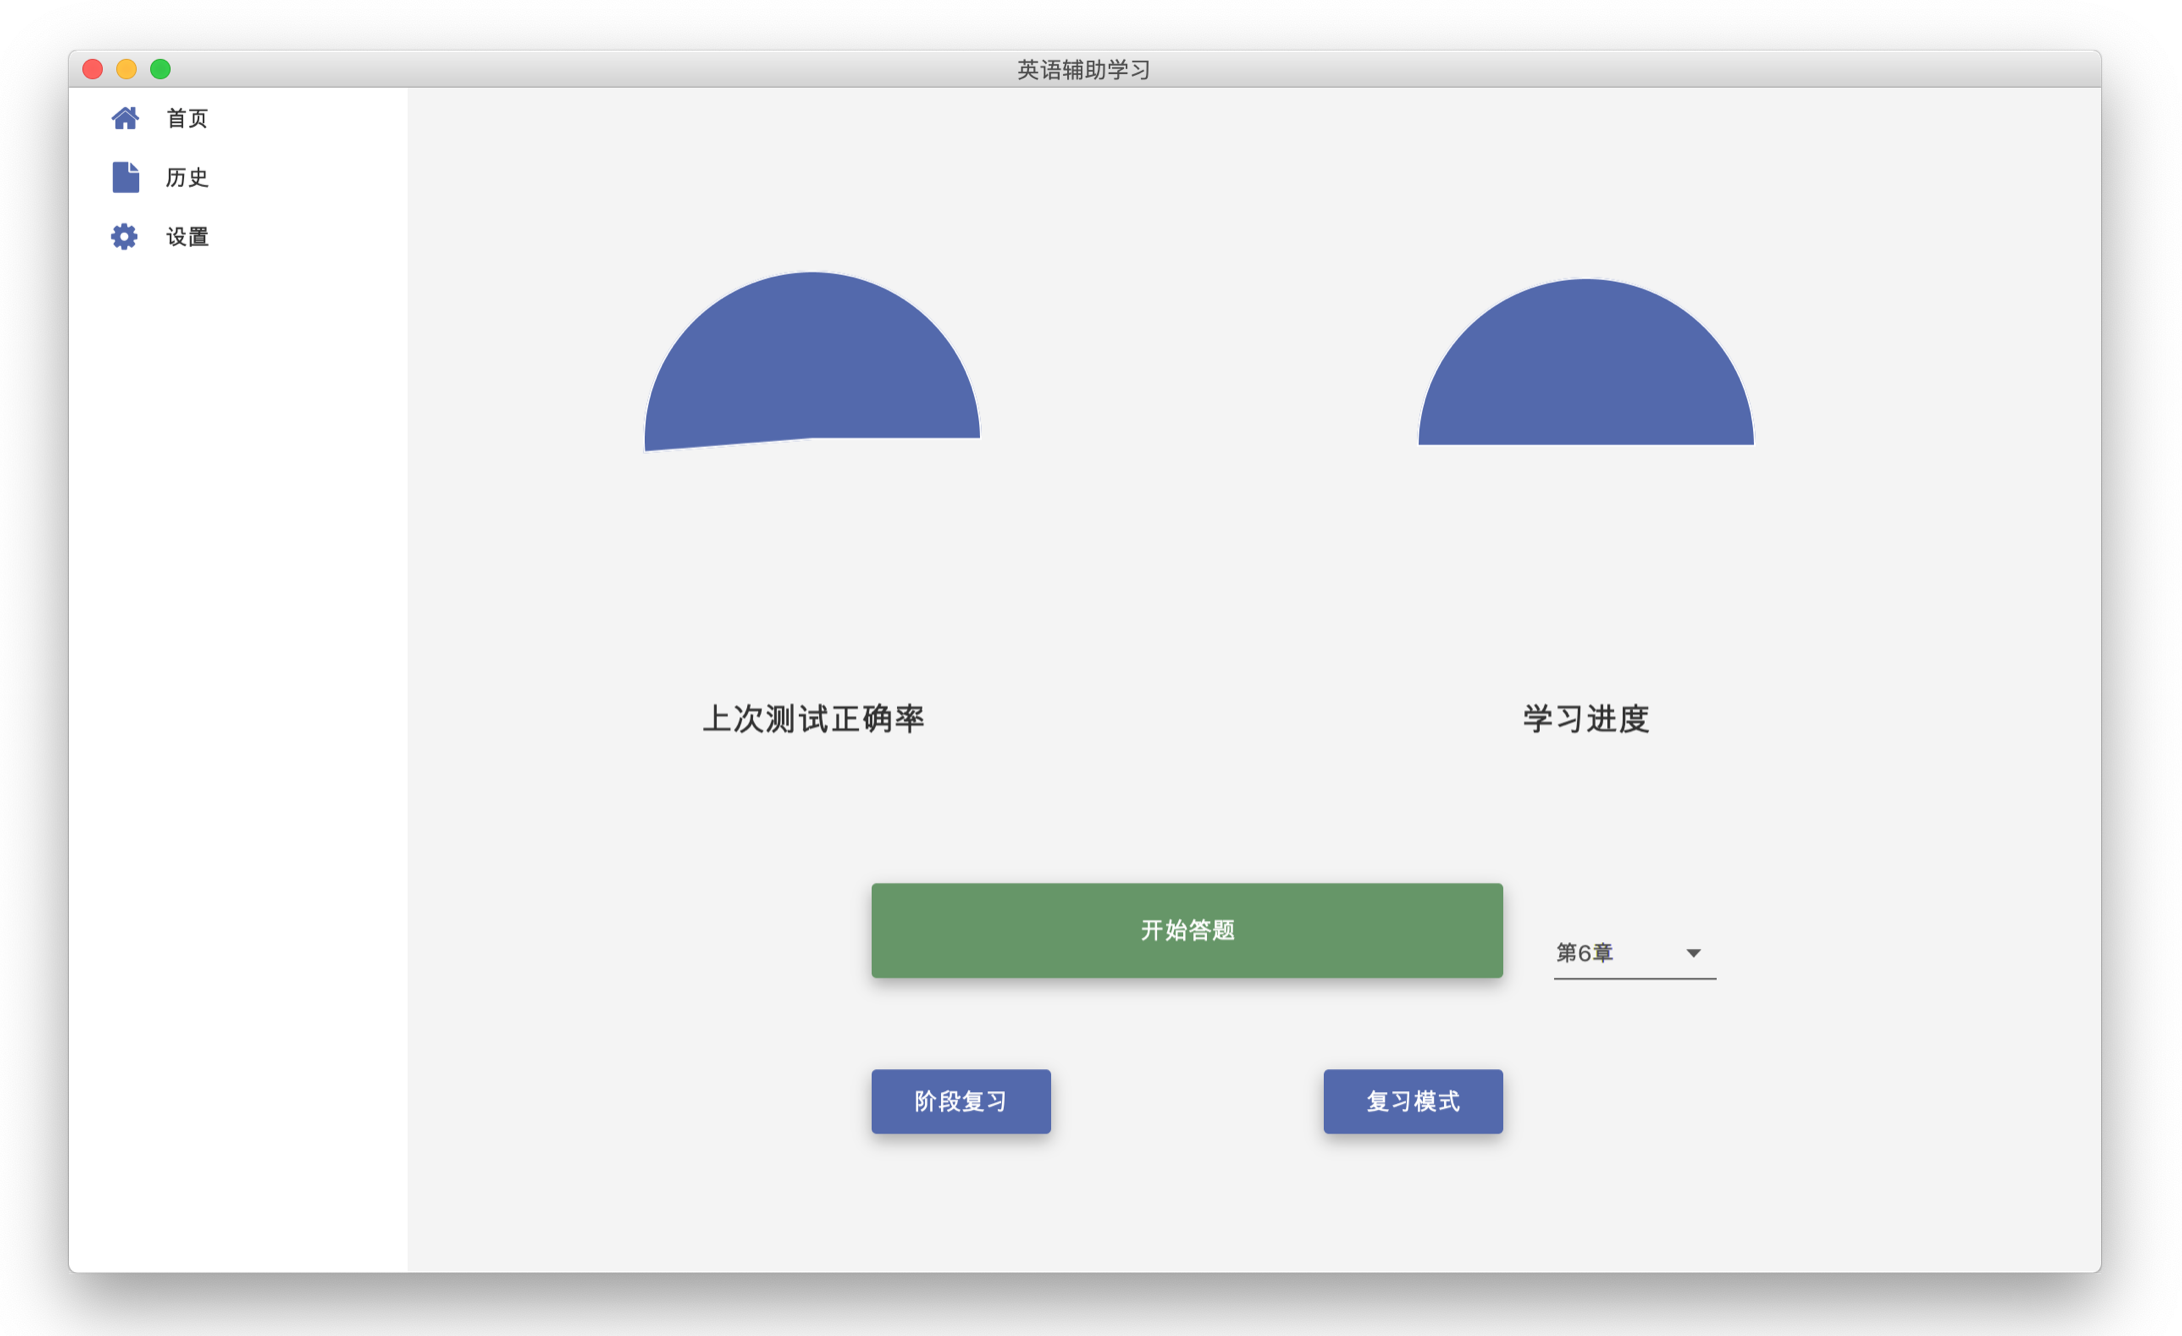 英语辅助学习
首页
历史
设置
上次测试正确率
学习进度
开始答题
第6章
阶段复习
复习模式